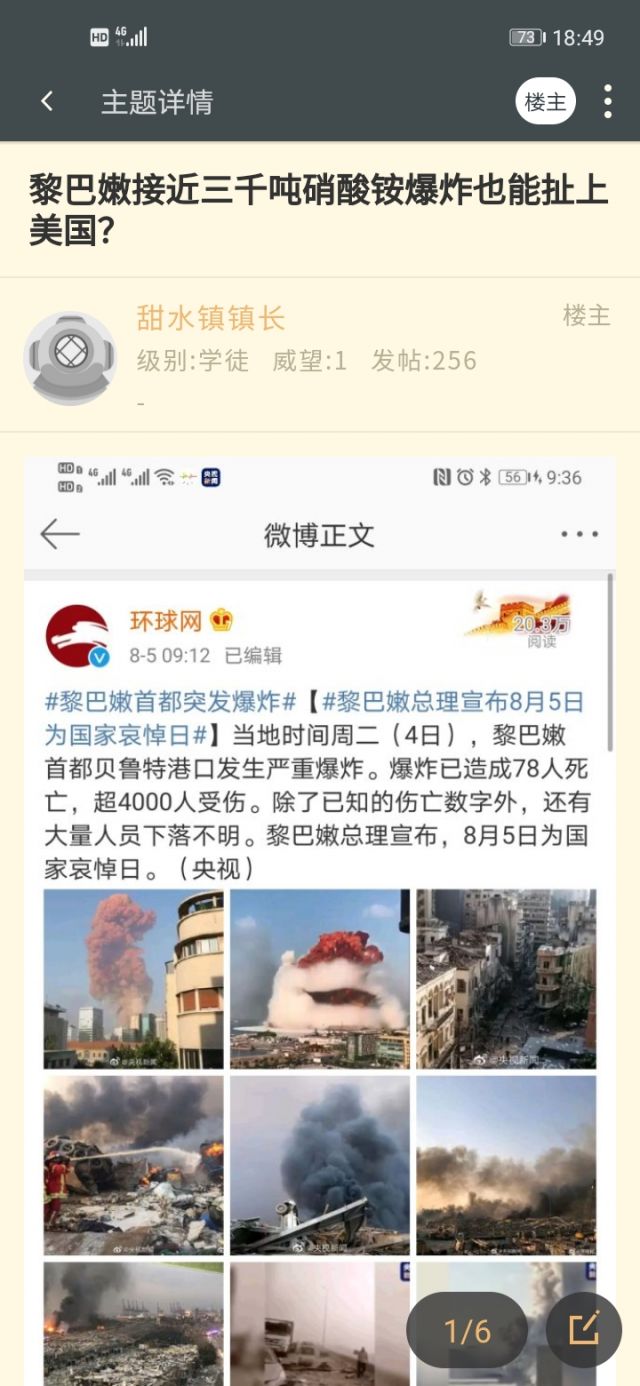 HD 4G 73 18:49
主题详情 楼主
黎巴嫩接近三千吨硝酸铵爆炸也能扯上
美国?
甜水镇镇长 楼主
级别:学徒 威望:1 发帖:256
-
HD 1 4G 4G 央视新闻 56 9:36
HD 2
微博正文
环球网 20.3万
阅读
8-5 09:12 已编辑
#黎巴嫩首都突发爆炸#【#黎巴嫩总理宣布8月5日
为国家哀悼日#】当地时间周二(4日),黎巴嫩
首都贝鲁特港口发生严重爆炸。爆炸已造成78人死
亡,超4000人受伤。除了已知的伤亡数字外,还有
大量人员下落不明。黎巴嫩总理宣布,8月5日为国
家哀悼日。(央视)
@央视新闻
@央视新闻
@央视新闻
@央视新闻
1/6